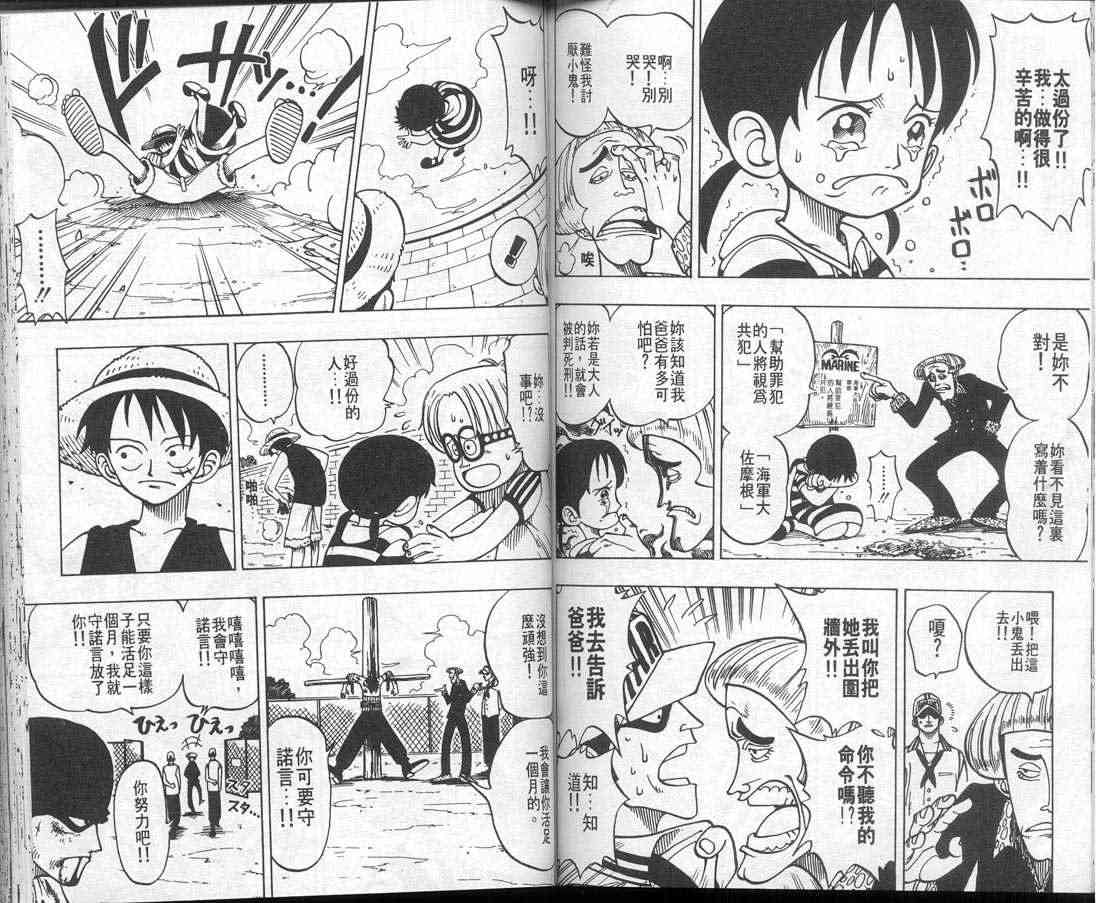 太過份了!!
我…做得很
辛苦的啊…!!
ボロ
ボロ…
啊…別
哭!別
哭!
難怪我討
厭小鬼!
唉
是妳不
對!
妳看不見這裏
寫着什麼嗎?
MARINE
………!!
「幫助罪犯
的人將視爲
共犯」
「海軍大
佐摩根」
妳該知道我
爸爸有多可
怕吧?
妳若是大人
的話,就會
被判死刑!!
喂!把這
小鬼丟出
去!!
嗄?
我叫你把
她丟出圍
牆外!!
你不聽我的
命令嗎!?
我去告訴
爸爸!!
知…知
道!!
呀…!!
!!
………!!
妳…沒
事吧!?
好過份的
人…!!
………
啪啪
沒想到你這
麼頑強!
我會讓你活足
一個月的。
你可要守
諾言…!!
嘻嘻嘻嘻,
我會守
諾言!!
只要你這樣
子能活足一
個月,我就
守諾言放了
你!!
ひえっ
ひえっ
スタ
スタ…
你努力吧!!